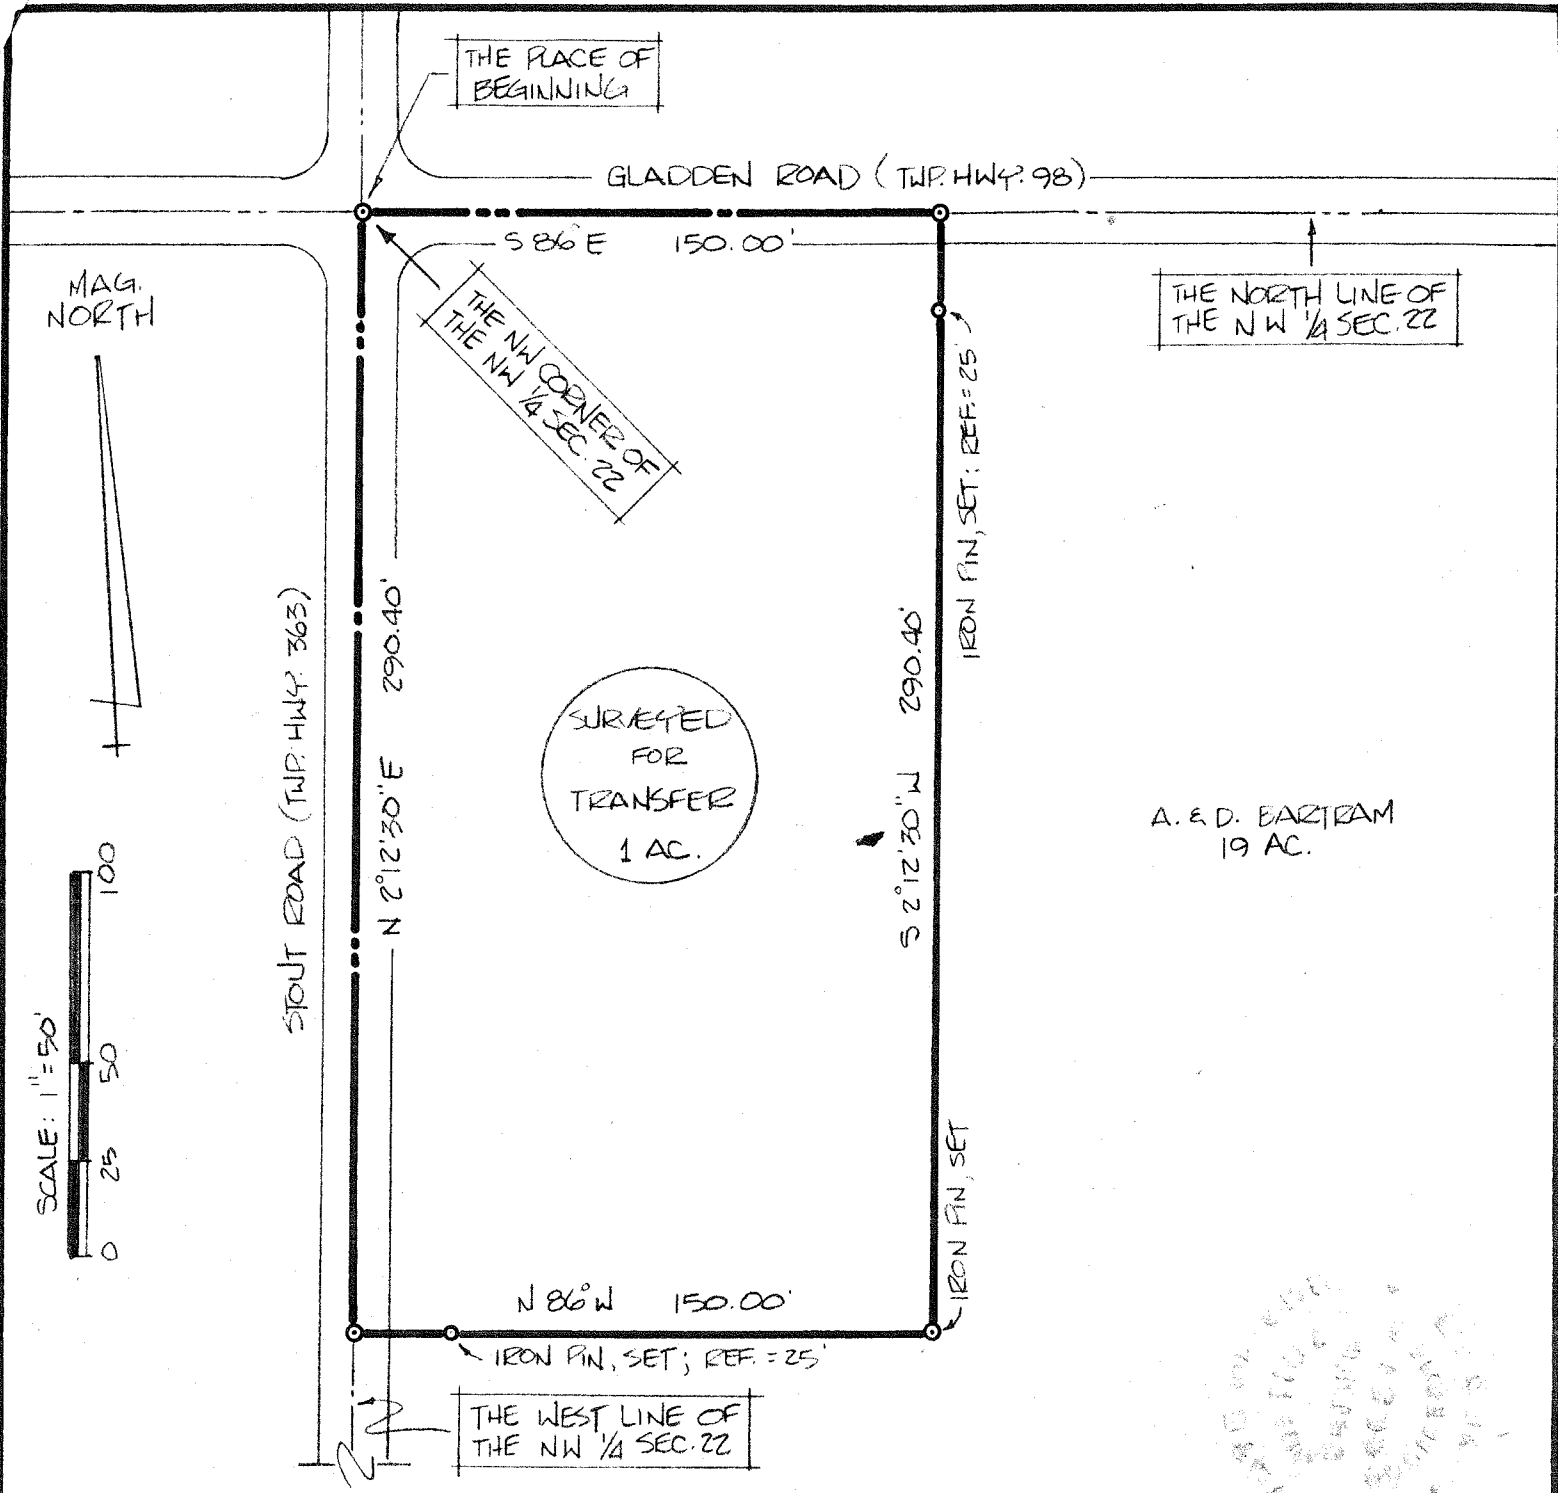 THE PLACE OF
BEGINNING
GLADDEN ROAD (TWP. HWY. 98)
S 86° E 150.00'
MAG.
NORTH
THE NW CORNER OF
THE NW 1/4 SEC. 22
THE NORTH LINE OF
THE NW 1/4 SEC. 22
IRON PIN, SET; REF. = 25'
STOUT ROAD (TWP. HWY. 363)
N 2°12'30" E 290.40'
SURVEYED
FOR
TRANSFER
1 AC.
S 2°12'30" W 290.40'
A. & D. BARTRAM
19 AC.
SCALE: 1" = 50'
100
50
25
0
IRON PIN, SET
N 86° W 150.00'
IRON PIN, SET; REF. = 25'
THE WEST LINE OF
THE NW 1/4 SEC. 22